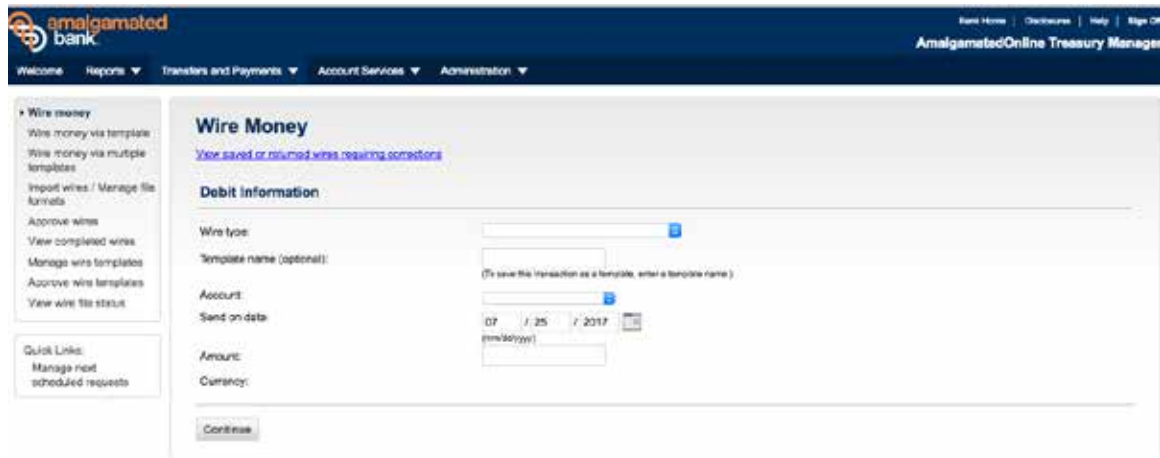 amalgamated
bank.
Bank Home | Disclosures | Help | Sign Off
AmalgamatedOnline Treasury Manager
Welcome Reports Transfers and Payments Account Services Administration
Wire money
Wire money via template
Wire money via multiple
templates
Import wires / Manage file
formats
Approve wires
View completed wires
Manage wire templates
Approve wire templates
View wire file status
Quick Links:
Manage next
scheduled requests
Wire Money
View saved or returned wires requiring corrections
Debit Information
Wire type:
Template name (optional):
(To save this transaction as a template, enter a template name.)
Account:
Send on date:
07 / 25 / 2017
(mm/dd/yyyy)
Amount:
Currency:
Continue